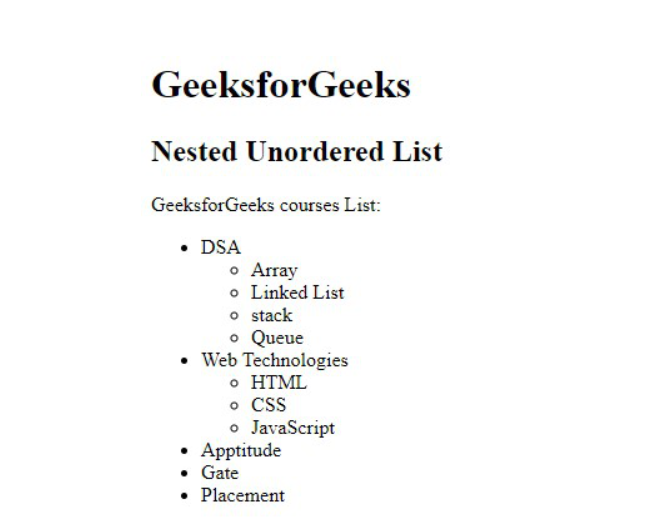 GeeksforGeeks
Nested Unordered List
GeeksforGeeks courses List:
DSA
Array
Linked List
stack
Queue
Web Technologies
HTML
CSS
JavaScript
Apptitude
Gate
Placement